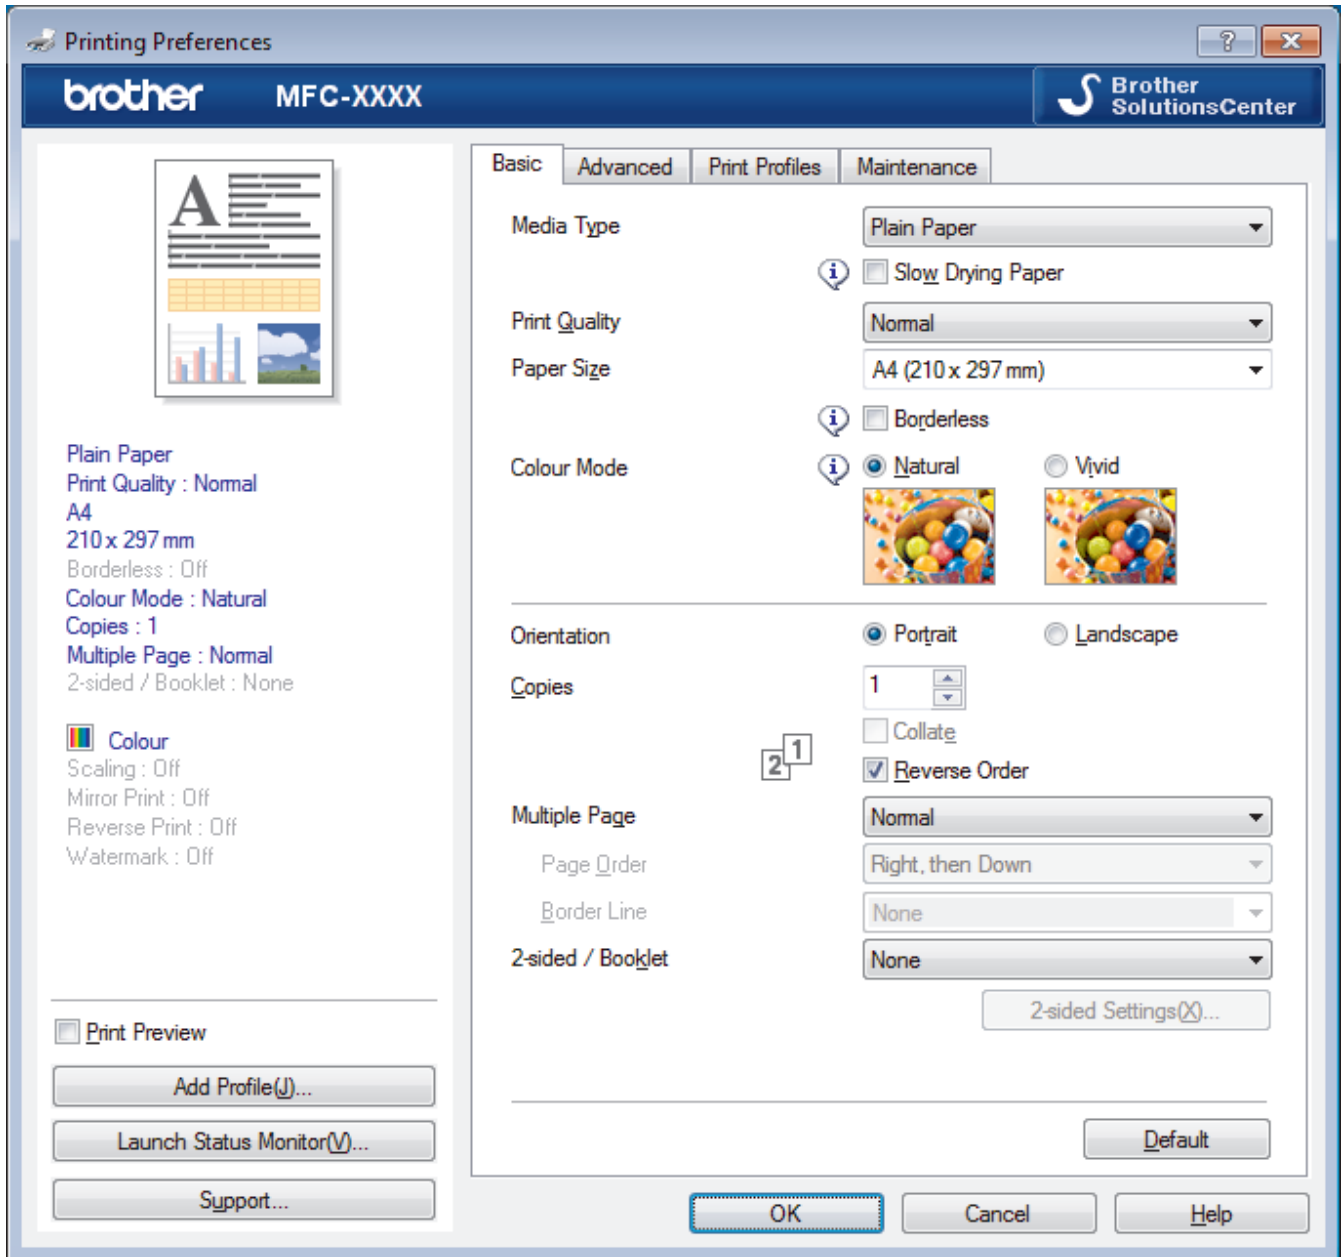 Printing Preferences
brother MFC-XXXX
Brother
SolutionsCenter
A
Plain Paper
Print Quality : Normal
A4
210 x 297 mm
Borderless : Off
Colour Mode : Natural
Copies : 1
Multiple Page : Normal
2-sided / Booklet : None
Colour
Scaling : Off
Mirror Print : Off
Reverse Print : Off
Watermark : Off
Print Preview
Add Profile(J)...
Launch Status Monitor(V)...
Support...
Basic Advanced Print Profiles Maintenance
Media Type Plain Paper
Slow Drying Paper
Print Quality Normal
Paper Size A4 (210 x 297 mm)
Borderless
Colour Mode Natural Vivid
Orientation Portrait Landscape
Copies 1
Collate
2 1 Reverse Order
Multiple Page Normal
Page Order Right, then Down
Border Line None
2-sided / Booklet None
2-sided Settings(X)...
Default
OK Cancel Help